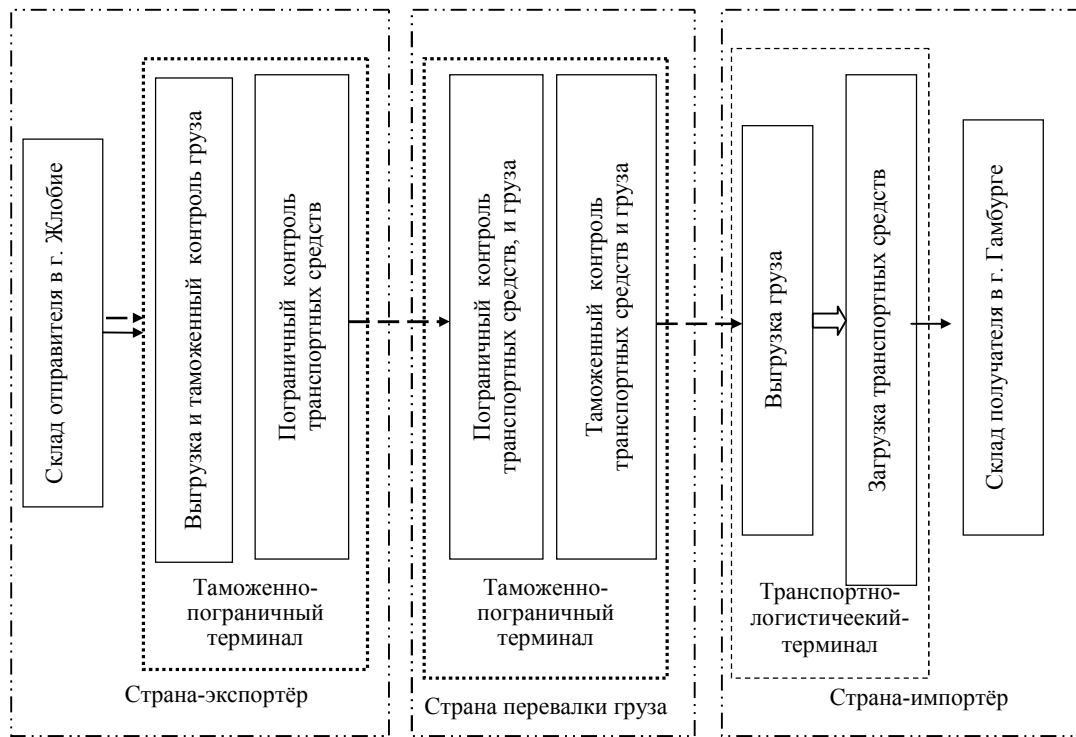 Склад отправителя в г. Жлобие
Выгрузка и таможенный контроль груза
Пограничный контроль
транспортных средств
Таможенно-
пограничный
терминал
Страна-экспортёр
Пограничный контроль
транспортных средств, и груза
Таможенный контроль
транспортных средств и груза
Таможенно-
пограничный
терминал
Страна перевалки груза
Выгрузка груза
Загрузка транспортных средств
Транспортно-
логистичеекий-
терминал
Склад получателя в г. Гамбурге
Страна-импортёр